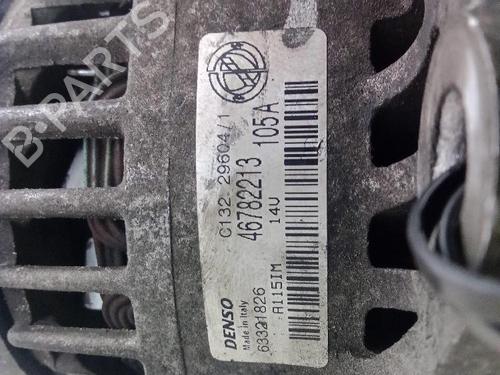 C132 29604/1
46782213 105A
14V
DENSO
Made in Italy
63321826 A115IM
B-PARTS